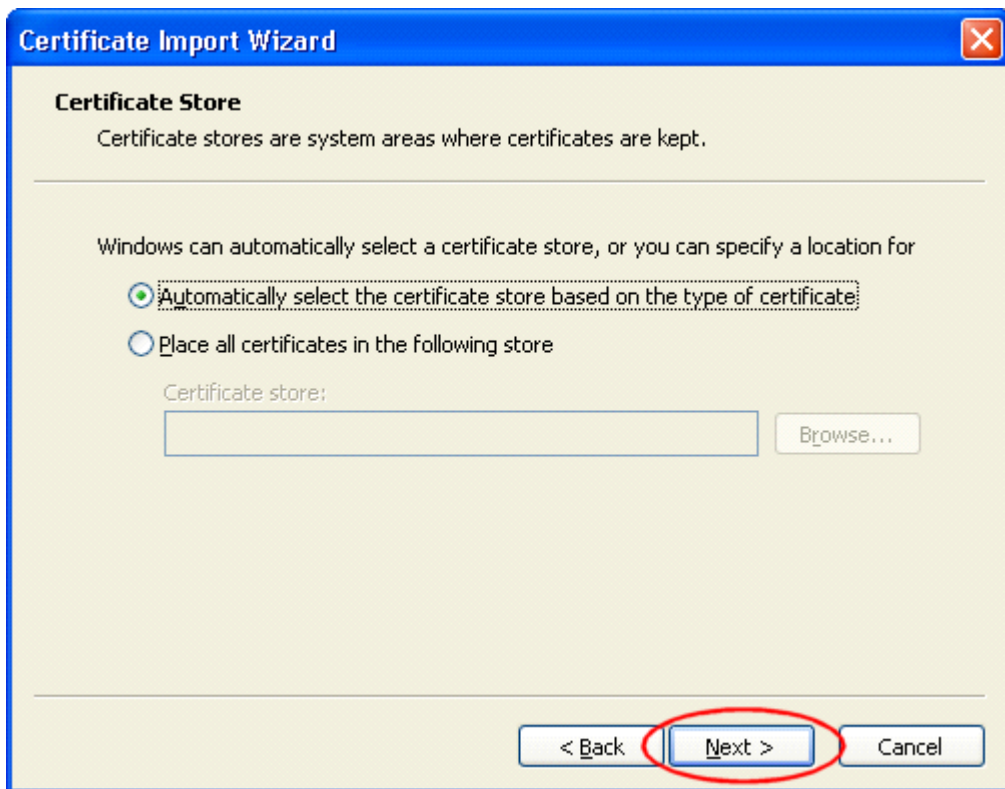 Certificate Import Wizard
Certificate Store
Certificate stores are system areas where certificates are kept.
Windows can automatically select a certificate store, or you can specify a location for
Automatically select the certificate store based on the type of certificate
Place all certificates in the following store
Certificate store:
Browse...
< Back Next > Cancel